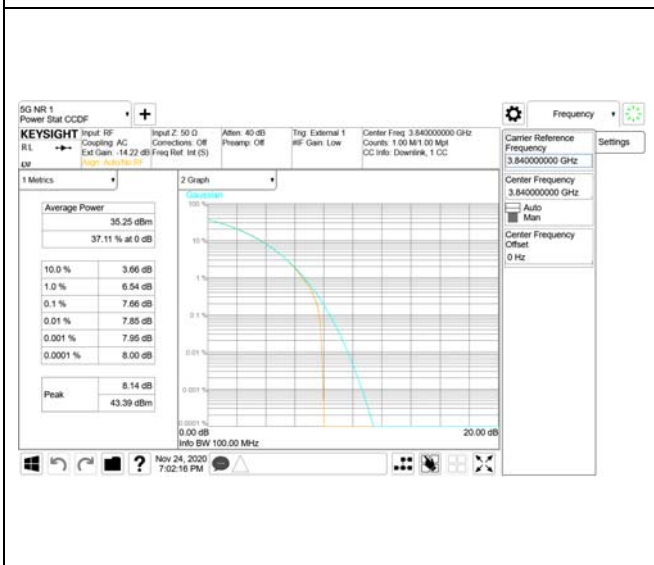 5G NR 1
Power Stat CCDF
+
Frequency
KEYSIGHT
RL
Input: RF
Coupling: AC
Ext Gain: -14.22 dB
Align: Auto/No RF
Input Z: 50 Ω
Corrections: Off
Freq Ref: Int (S)
Atten: 40 dB
Preamp: Off
Trig: External 1
#IF Gain: Low
Center Freq: 3.840000000 GHz
Counts: 1.00 M/1.00 Mpt
CC Info: Downlink, 1 CC
Carrier Reference
Frequency
3.840000000 GHz
Settings
Center Frequency
3.840000000 GHz
Auto
Man
Center Frequency
Offset
0 Hz
1 Metrics
Average Power
35.25 dBm
37.11 % at 0 dB
10.0 % 3.66 dB
1.0 % 6.54 dB
0.1 % 7.66 dB
0.01 % 7.85 dB
0.001 % 7.95 dB
0.0001 % 8.00 dB
Peak 8.14 dB
43.39 dBm
2 Graph
Gaussian
100 %
10 %
1 %
0.1 %
0.01 %
0.001 %
0.0001 %
0.00 dB 20.00 dB
Info BW 100.00 MHz
?
Nov 24, 2020
7:02:16 PM